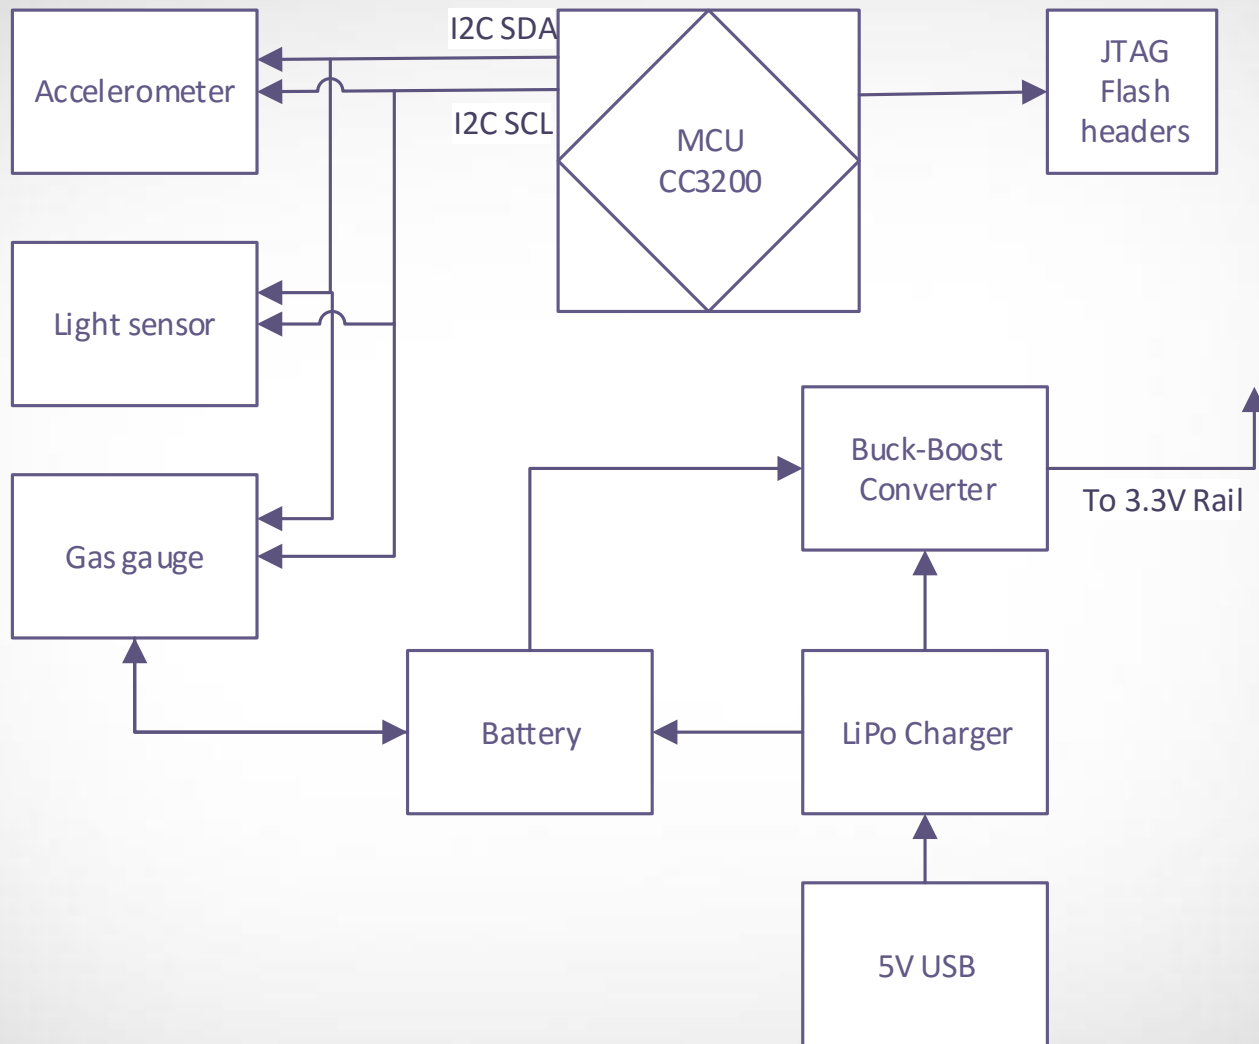 I2C SDA
Accelerometer
I2C SCL
MCU
CC3200
JTAG
Flash
headers
Light sensor
Buck-Boost
Converter
To 3.3V Rail
Gas gauge
Battery
LiPo Charger
5V USB